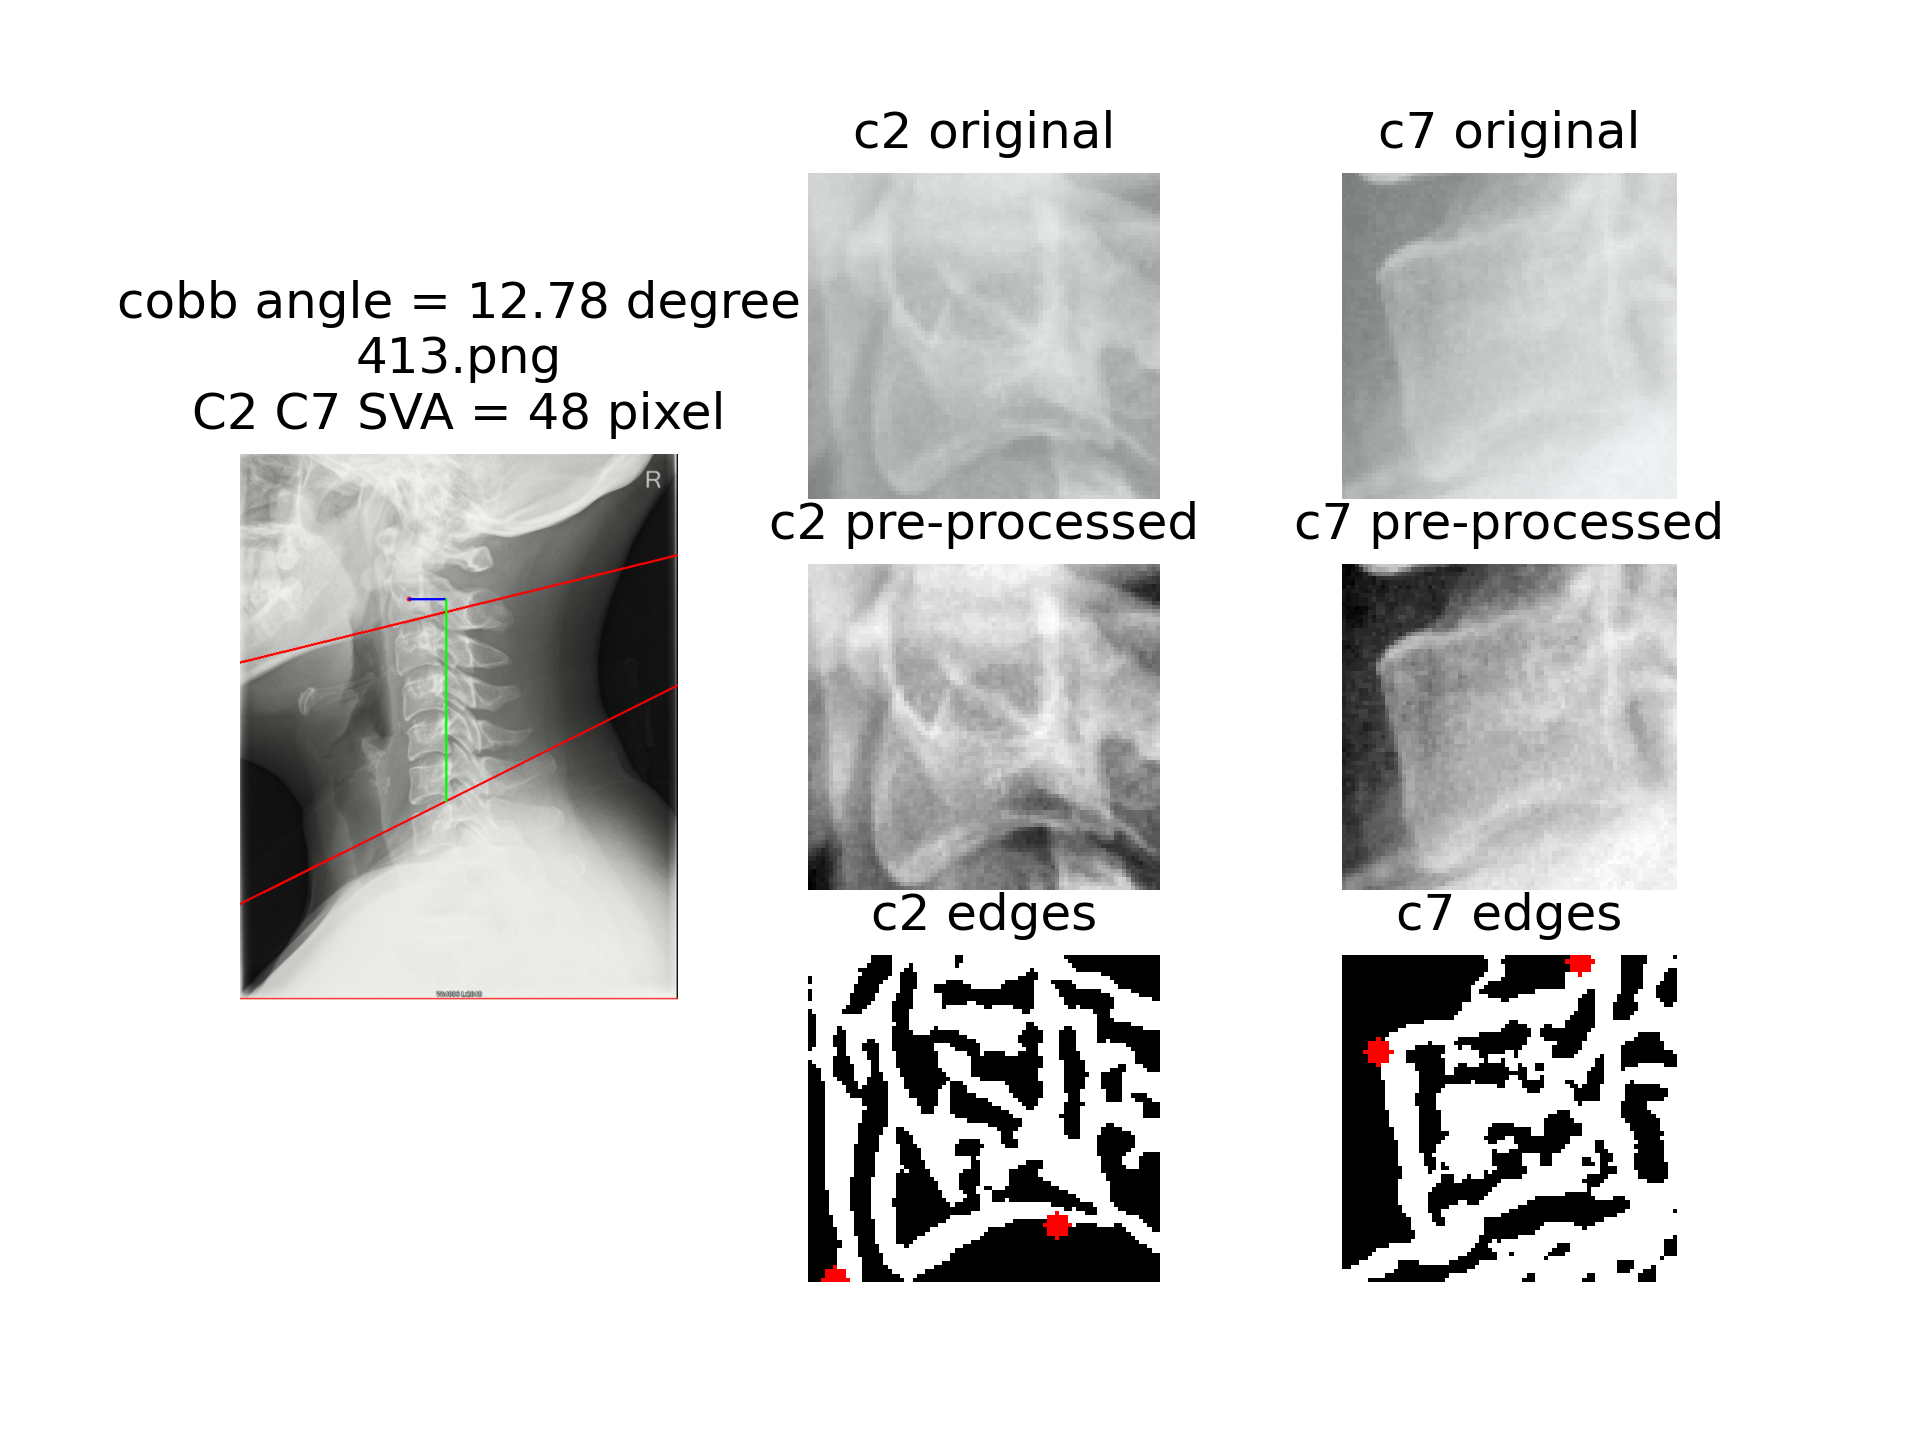 cobb angle = 12.78 degree
413.png
C2 C7 SVA = 48 pixel
R
c2 original
c7 original
c2 pre-processed
c7 pre-processed
c2 edges
c7 edges